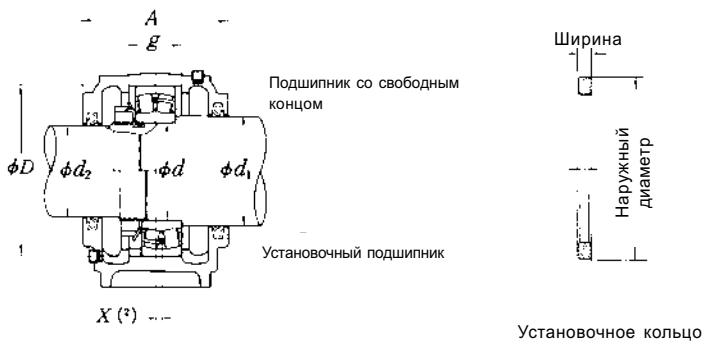 A
g
Ширина
Подшипник со свободным
концом
ϕD
ϕd₂
ϕd
ϕd₁
Наружный
диаметр
Установочный подшипник
X (²)
Установочное кольцо